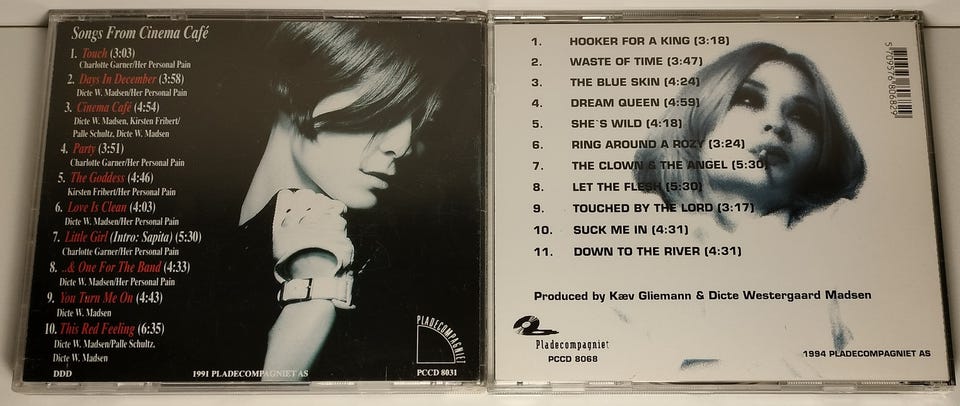 Songs From Cinema Café
1. Touch (3:03)
Charlotte Garner/Her Personal Pain
2. Days In December (3:58)
Dicte W. Madsen/Her Personal Pain
3. Cinema Café (4:54)
Dicte W. Madsen, Kirsten Fribert/
Palle Schultz, Dicte W. Madsen
4. Party (3:51)
Charlotte Garner/Her Personal Pain
5. The Goddess (4:46)
Kirsten Fribert/Her Personal Pain
6. Love Is Clean (4:03)
Dicte W. Madsen/Her Personal Pain
7. Little Girl (Intro: Sapita) (5:30)
Charlotte Garner/Her Personal Pain
8. ..& One For The Band (4:33)
Dicte W. Madsen/Her Personal Pain
9. You Turn Me On (4:43)
Dicte W. Madsen
10. This Red Feeling (6:35)
Dicte W. Madsen/Palle Schultz,
Dicte W. Madsen
DDD
1991 PLADECOMPAGNIET AS
PLADECOMPAGNIET
PCCD 8031
1. HOOKER FOR A KING (3:18)
2. WASTE OF TIME (3:47)
3. THE BLUE SKIN (4:24)
4. DREAM QUEEN (4:59)
5. SHE`S WILD (4:18)
6. RING AROUND A ROZY (3:24)
7. THE CLOWN & THE ANGEL (5:30)
8. LET THE FLESH (5:30)
9. TOUCHED BY THE LORD (3:17)
10. SUCK ME IN (4:31)
11. DOWN TO THE RIVER (4:31)
5709576806829
Produced by Kæv Gliemann & Dicte Westergaard Madsen
Pladecompagniet
PCCD 8068
1994 PLADECOMPAGNIET AS